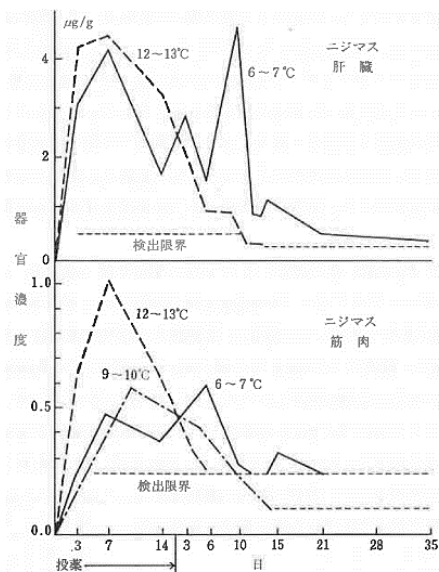 μg/g
12~13℃
ニジマス
肝臓
6~7℃
4
2
検出限界
0
器官濃度
1.0
12~13℃
ニジマス
筋肉
9~10℃
6~7℃
0.5
検出限界
0.0
3 7 14 3 6 10 15 21 28 35
投薬 日